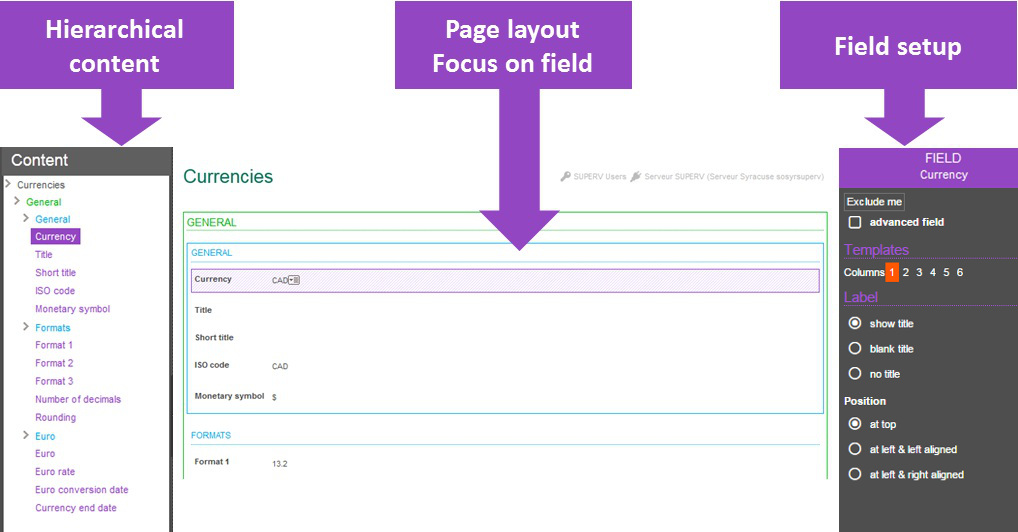 Hierarchical
content
Page layout
Focus on field
Field setup
Content
Currencies
General
General
Currency
Title
Short title
ISO code
Monetary symbol
Formats
Format 1
Format 2
Format 3
Number of decimals
Rounding
Euro
Euro
Euro rate
Euro conversion date
Currency end date
Currencies
SUPERV Users Serveur SUPERV (Serveur Syracuse sosyrsuperv)
GENERAL
GENERAL
Currency CAD
Title
Short title
ISO code CAD
Monetary symbol $
FORMATS
Format 1 13.2
FIELD
Currency
Exclude me
advanced field
Templates
Columns 1 2 3 4 5 6
Label
show title
blank title
no title
Position
at top
at left & left aligned
at left & right aligned